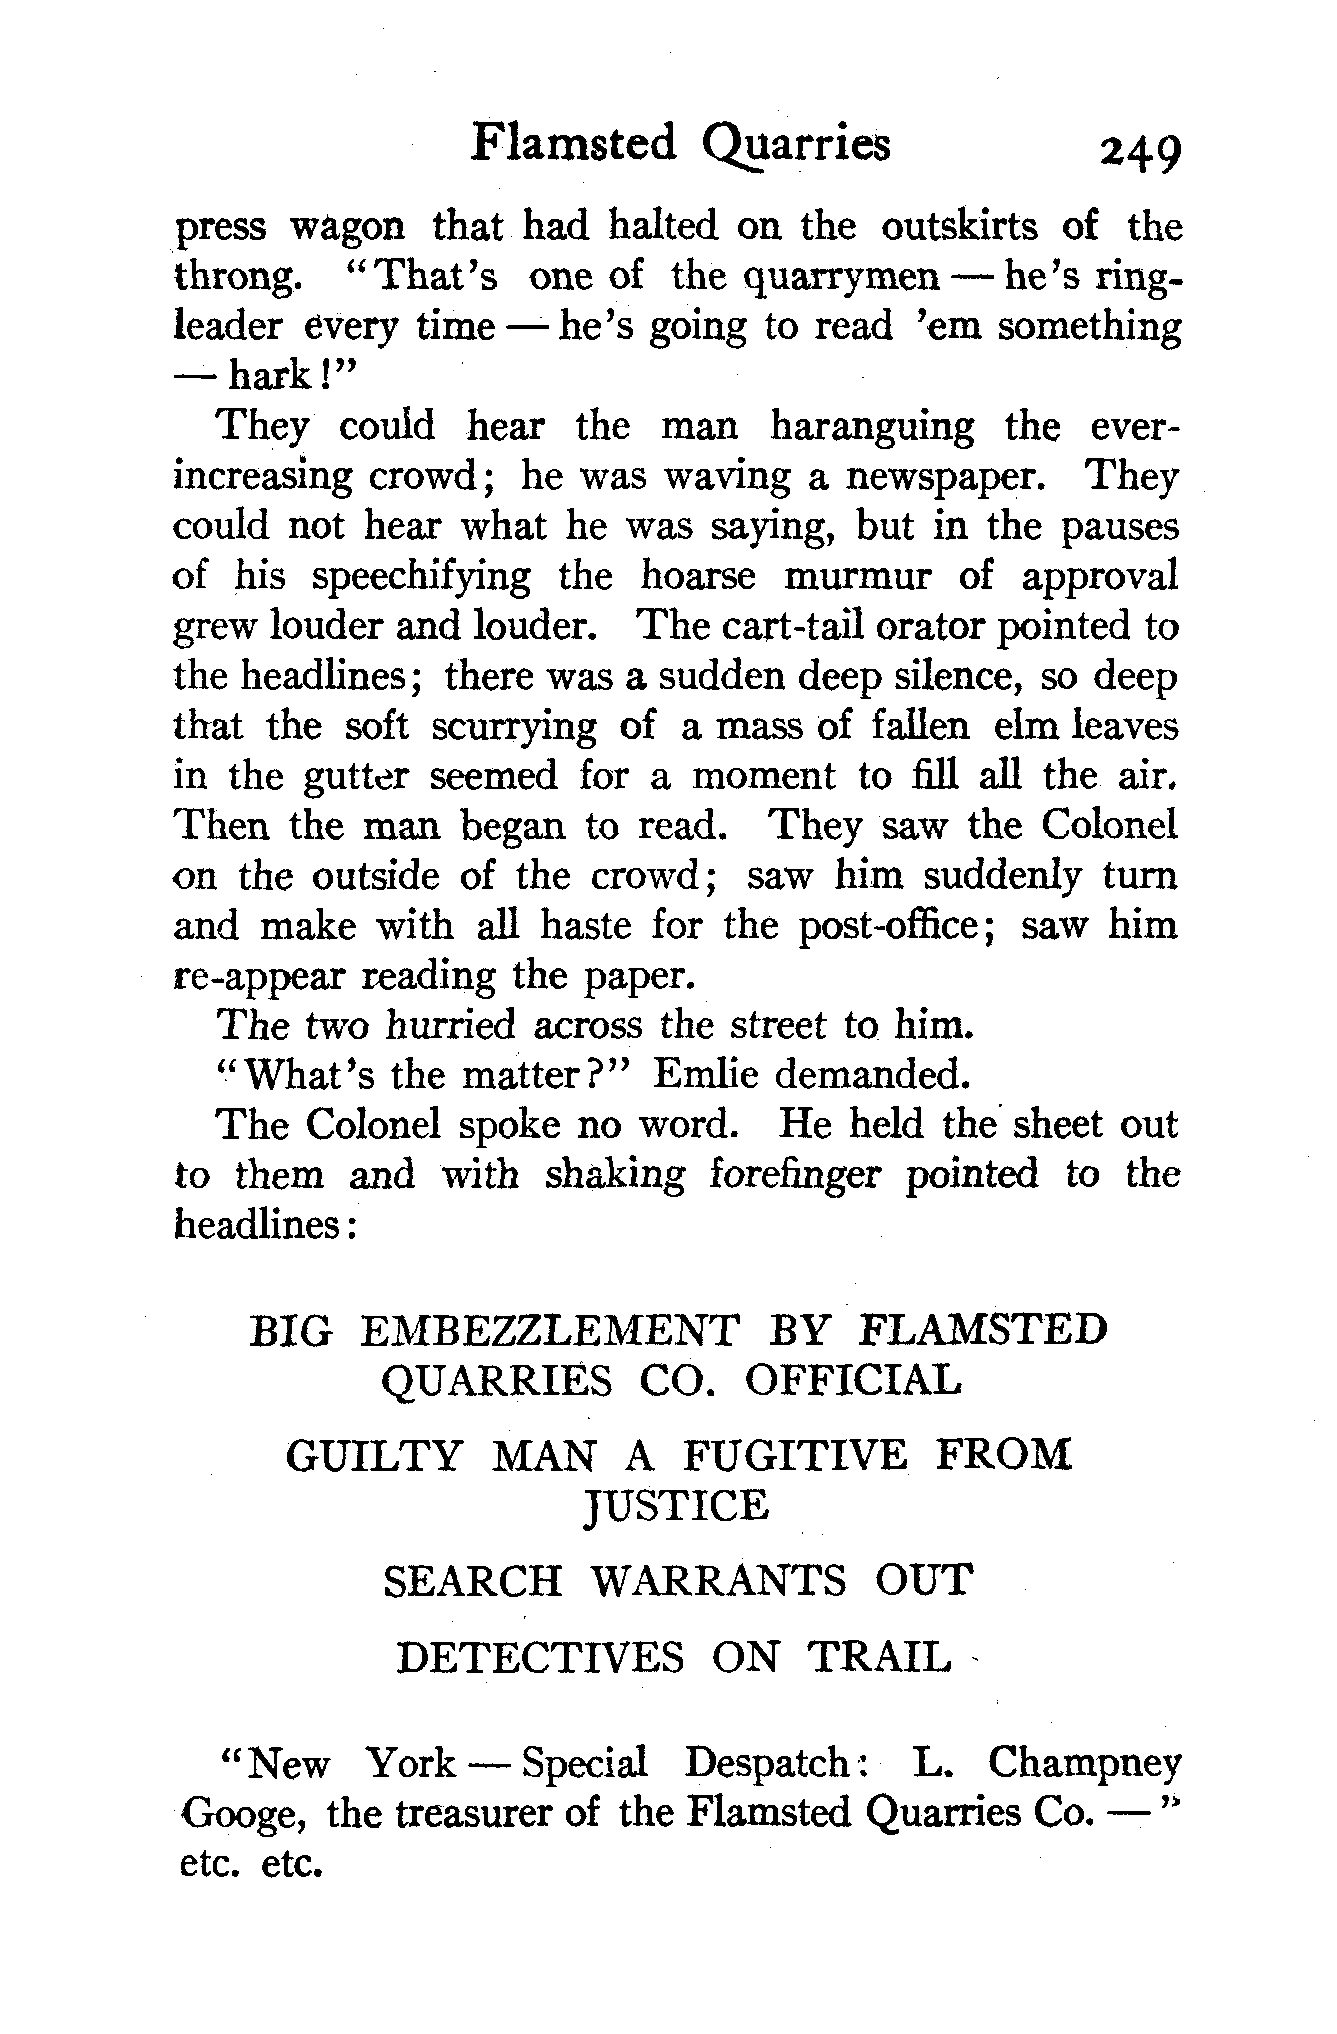 Flamsted Quarries 249
press wagon that had halted on the outskirts of the
throng. "That's one of the quarrymen — he's ring-
leader every time — he's going to read 'em something
— hark!"
They could hear the man haranguing the ever-
increasing crowd; he was waving a newspaper. They
could not hear what he was saying, but in the pauses
of his speechifying the hoarse murmur of approval
grew louder and louder. The cart-tail orator pointed to
the headlines; there was a sudden deep silence, so deep
that the soft scurrying of a mass of fallen elm leaves
in the gutter seemed for a moment to fill all the air.
Then the man began to read. They saw the Colonel
on the outside of the crowd; saw him suddenly turn
and make with all haste for the post-office; saw him
re-appear reading the paper.
The two hurried across the street to him.
"What's the matter?" Emlie demanded.
The Colonel spoke no word. He held the sheet out
to them and with shaking forefinger pointed to the
headlines:
BIG EMBEZZLEMENT BY FLAMSTED
QUARRIES CO. OFFICIAL
GUILTY MAN A FUGITIVE FROM
JUSTICE
SEARCH WARRANTS OUT
DETECTIVES ON TRAIL
"New York — Special Despatch: L. Champney
Googe, the treasurer of the Flamsted Quarries Co. — "
etc. etc.